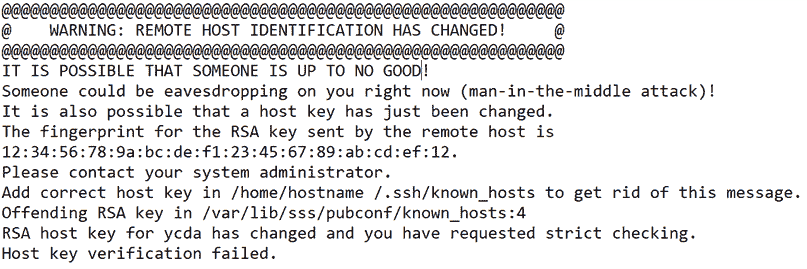 @@@@@@@@@@@@@@@@@@@@@@@@@@@@@@@@@@@@@@@@@@@@@@@@@@@@@@@@@@@
@    WARNING: REMOTE HOST IDENTIFICATION HAS CHANGED!     @
@@@@@@@@@@@@@@@@@@@@@@@@@@@@@@@@@@@@@@@@@@@@@@@@@@@@@@@@@@@
IT IS POSSIBLE THAT SOMEONE IS UP TO NO GOOD!
Someone could be eavesdropping on you right now (man-in-the-middle attack)!
It is also possible that a host key has just been changed.
The fingerprint for the RSA key sent by the remote host is
12:34:56:78:9a:bc:de:f1:23:45:67:89:ab:cd:ef:12.
Please contact your system administrator.
Add correct host key in /home/hostname /.ssh/known_hosts to get rid of this message.
Offending RSA key in /var/lib/sss/pubconf/known_hosts:4
RSA host key for ycda has changed and you have requested strict checking.
Host key verification failed.